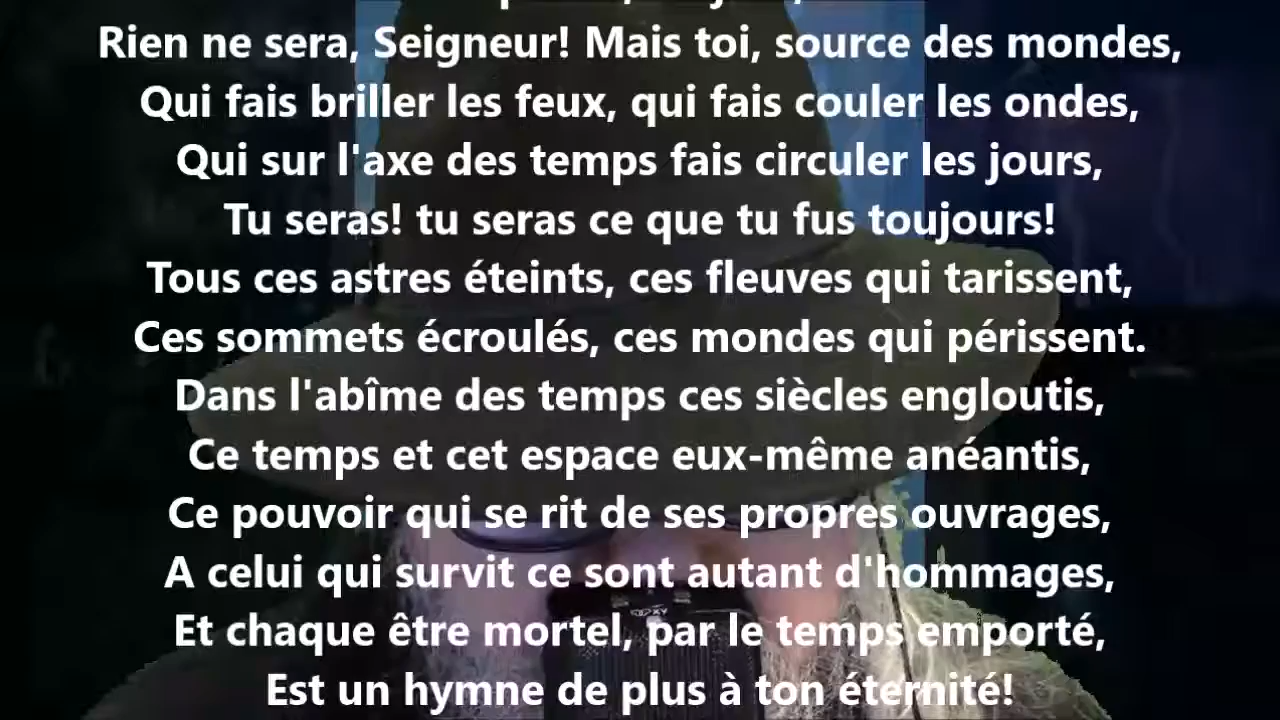 Rien ne sera, Seigneur! Mais toi, source des mondes,
Qui fais briller les feux, qui fais couler les ondes,
Qui sur l'axe des temps fais circuler les jours,
Tu seras! tu seras ce que tu fus toujours!
Tous ces astres éteints, ces fleuves qui tarissent,
Ces sommets écroulés, ces mondes qui périssent.
Dans l'abîme des temps ces siècles engloutis,
Ce temps et cet espace eux-même anéantis,
Ce pouvoir qui se rit de ses propres ouvrages,
A celui qui survit ce sont autant d'hommages,
Et chaque être mortel, par le temps emporté,
Est un hymne de plus à ton éternité!